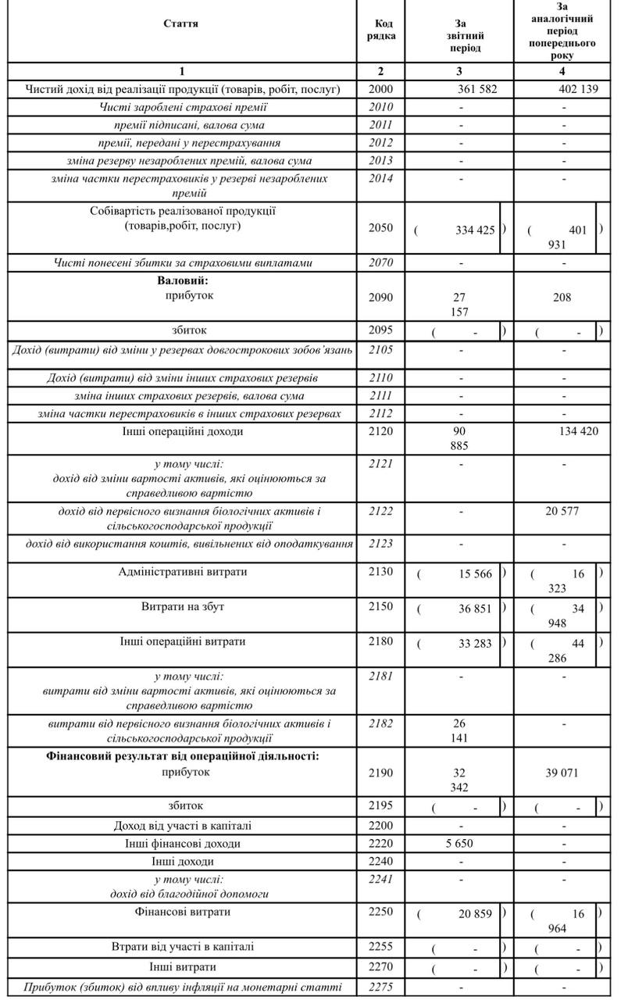 Стаття Код рядка За звітний період За аналогічний період попереднього року
1 2 3 4
Чистий дохід від реалізації продукції (товарів, робіт, послуг) 2000 361 582 402 139
Чисті зароблені страхові премії 2010 - -
премії підписані, валова сума 2011 - -
премії, передані у перестрахування 2012 - -
зміна резерву незароблених премій, валова сума 2013 - -
зміна частки перестраховиків у резерві незароблених 2014 - -
премій
Собівартість реалізованої продукції
(товарів,робіт, послуг) 2050 ( 334 425 ) ( 401 )
931
Чисті понесені збитки за страховими виплатами 2070 - -
Валовий:
прибуток 2090 27 208
157
збиток 2095 ( - ) ( - )
Дохід (витрати) від зміни у резервах довгострокових зобов’язань 2105 - -
Дохід (витрати) від зміни інших страхових резервів 2110 - -
зміна інших страхових резервів, валова сума 2111 - -
зміна частки перестраховиків в інших страхових резервах 2112 - -
Інші операційні доходи 2120 90 134 420
885
у тому числі: 2121 - -
дохід від зміни вартості активів, які оцінюються за
справедливою вартістю
дохід від первісного визнання біологічних активів і 2122 - 20 577
сільськогосподарської продукції
дохід від використання коштів, вивільнених від оподаткування 2123 - -
Адміністративні витрати 2130 ( 15 566 ) ( 16 )
323
Витрати на збут 2150 ( 36 851 ) ( 34 )
948
Інші операційні витрати 2180 ( 33 283 ) ( 44 )
286
у тому числі: 2181 - -
витрати від зміни вартості активів, які оцінюються за
справедливою вартістю
витрати від первісного визнання біологічних активів і 2182 26 -
сільськогосподарської продукції 141
Фінансовий результат від операційної діяльності:
прибуток 2190 32 39 071
342
збиток 2195 ( - ) ( - )
Доход від участі в капіталі 2200 - -
Інші фінансові доходи 2220 5 650 -
Інші доходи 2240 - -
у тому числі: 2241 - -
дохід від благодійної допомоги
Фінансові витрати 2250 ( 20 859 ) ( 16 )
964
Втрати від участі в капіталі 2255 ( - ) ( - )
Інші витрати 2270 ( - ) ( - )
Прибуток (збиток) від впливу інфляції на монетарні статті 2275 - -